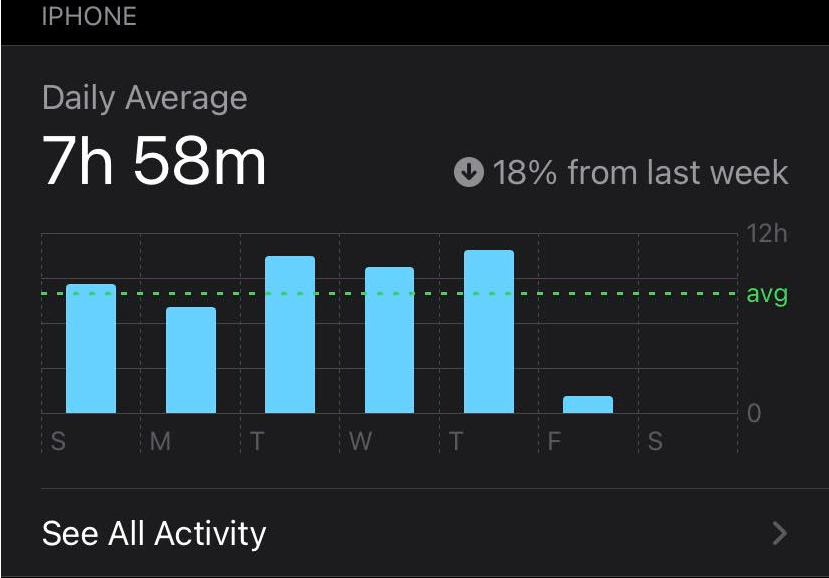 IPHONE
Daily Average
7h 58m
18% from last week
12h
avg
0
S M T W T F S
See All Activity